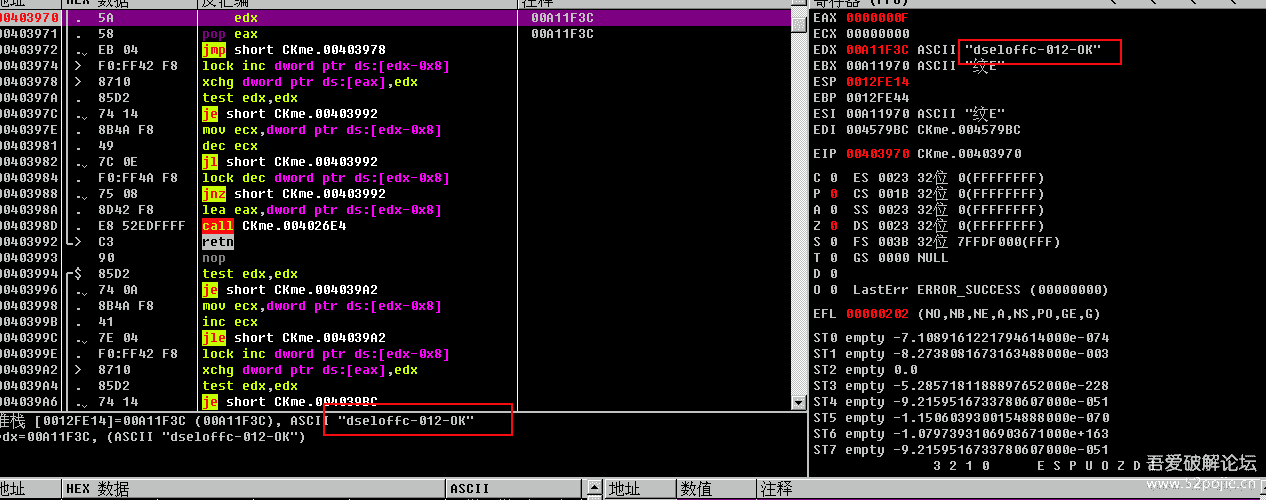 HEX 数据 反汇编 注释
00403970 . 5A edx 00A11F3C
00403971 . 58 pop eax 00A11F3C
00403972 . EB 04 jmp short CKme.00403978
00403974 > F0:FF42 F8 lock inc dword ptr ds:[edx-0x8]
00403978 > 8710 xchg dword ptr ds:[eax],edx
0040397A . 85D2 test edx,edx
0040397C . 74 14 je short CKme.00403992
0040397E . 8B4A F8 mov ecx,dword ptr ds:[edx-0x8]
00403981 . 49 dec ecx
00403982 . 7C 0E jl short CKme.00403992
00403984 . F0:FF4A F8 lock dec dword ptr ds:[edx-0x8]
00403988 . 75 08 jnz short CKme.00403992
0040398A . 8D42 F8 lea eax,dword ptr ds:[edx-0x8]
0040398D . E8 52EDFFFF call CKme.004026E4
00403992 > C3 retn
00403993 90 nop
00403994 $ 85D2 test edx,edx
00403996 . 74 0A je short CKme.004039A2
00403998 . 8B4A F8 mov ecx,dword ptr ds:[edx-0x8]
0040399B . 41 inc ecx
0040399C . 7E 04 jle short CKme.004039A2
0040399E . F0:FF42 F8 lock inc dword ptr ds:[edx-0x8]
004039A2 > 8710 xchg dword ptr ds:[eax],edx
004039A4 . 85D2 test edx,edx
004039A6 . 74 14 je short CKme.004039BC
堆栈 [0012FE14]=00A11F3C (00A11F3C), ASCII "dseloffc-012-OK"
edx=00A11F3C, (ASCII "dseloffc-012-OK")
地址 HEX 数据 ASCII
地址 数值 注释
寄存器 (FPU)
EAX 0000000F
ECX 00000000
EDX 00A11F3C ASCII "dseloffc-012-OK"
EBX 00A11970 ASCII "纹E"
ESP 0012FE14
EBP 0012FE44
ESI 00A11970 ASCII "纹E"
EDI 004579BC CKme.004579BC
EIP 00403970 CKme.00403970
C 0 ES 0023 32位 0(FFFFFFFF)
P 0 CS 001B 32位 0(FFFFFFFF)
A 0 SS 0023 32位 0(FFFFFFFF)
Z 0 DS 0023 32位 0(FFFFFFFF)
S 0 FS 003B 32位 7FFDF000(FFF)
T 0 GS 0000 NULL
D 0
O 0 LastErr ERROR_SUCCESS (00000000)
EFL 00000202 (NO,NB,NE,A,NS,PO,GE,G)
ST0 empty -7.1089161221794614000e-074
ST1 empty -8.2738081673163488000e-003
ST2 empty 0.0
ST3 empty -5.2857181188897652000e-228
ST4 empty -9.2159516733780607000e-051
ST5 empty -1.1506039300154888000e-070
ST6 empty -1.0797393106903671000e+163
ST7 empty -9.2159516733780607000e-051
3 2 1 0 E S P U O Z D
吾爱破解论坛
www.52pojie.cn